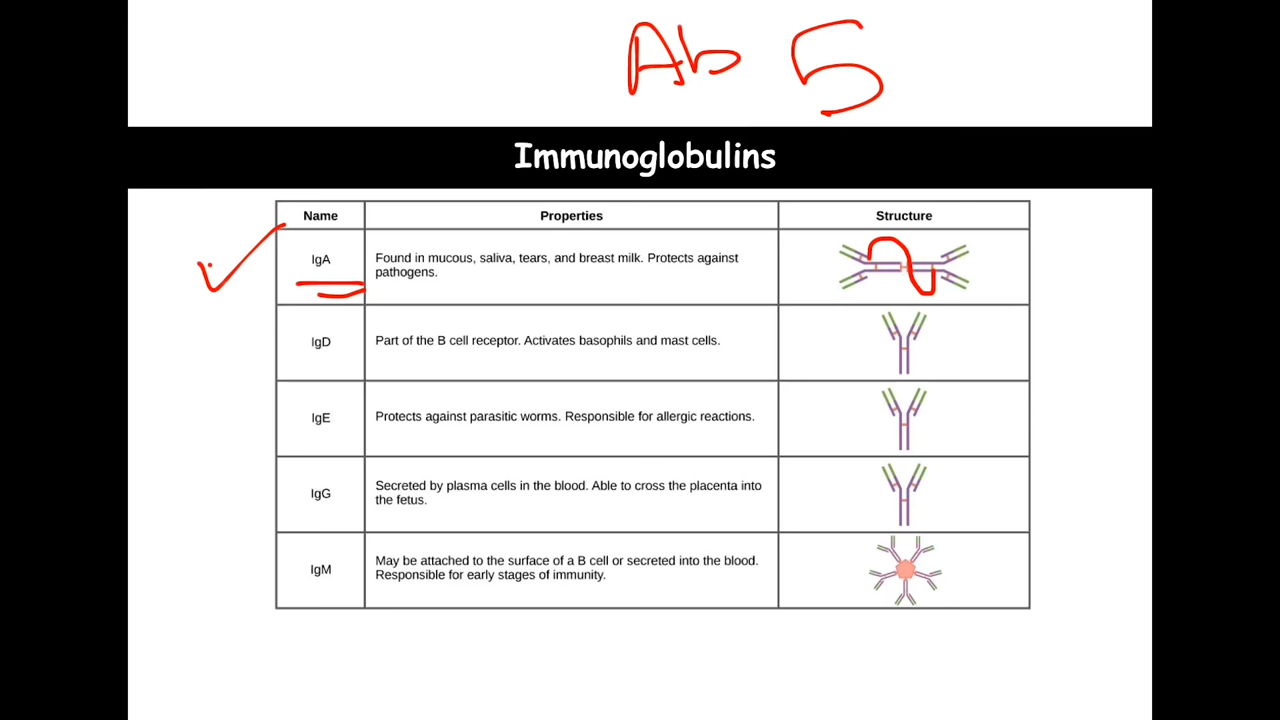 Ab 5
Immunoglobulins
Name Properties Structure
IgA Found in mucous, saliva, tears, and breast milk. Protects against
pathogens.
IgD Part of the B cell receptor. Activates basophils and mast cells.
IgE Protects against parasitic worms. Responsible for allergic reactions.
IgG Secreted by plasma cells in the blood. Able to cross the placenta into
the fetus.
IgM May be attached to the surface of a B cell or secreted into the blood.
Responsible for early stages of immunity.